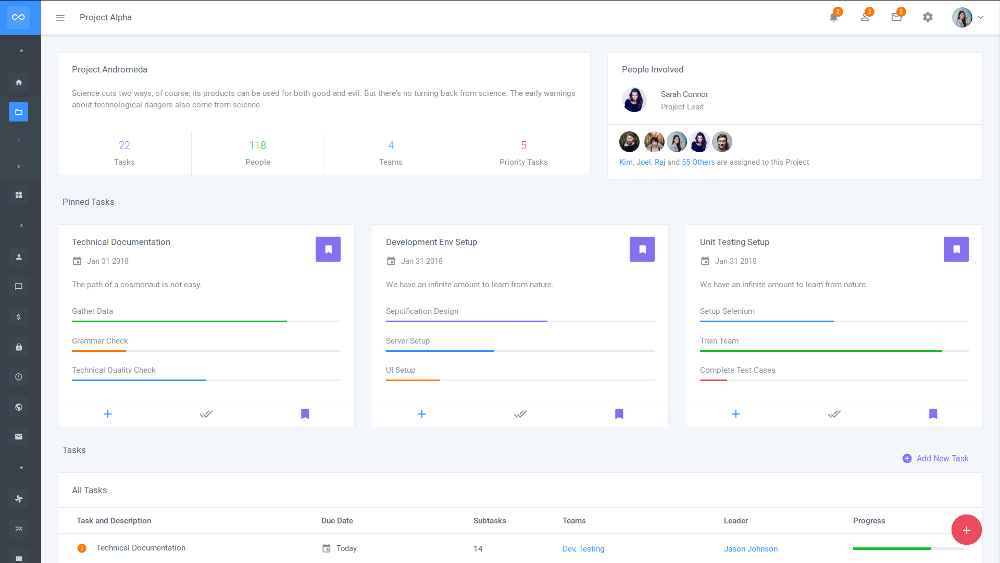 Project Alpha
2
2
2
Project Andromeda
Science cuts two ways, of course; its products can be used for both good and evil. But there's no turning back from science. The early warnings
about technological dangers also come from science.
22
118
4
5
Tasks
People
Teams
Priority Tasks
People Involved
Sarah Connor
Project Lead
Kim, Joel, Raj and 55 Others are assigned to this Project
Pinned Tasks
Technical Documentation
Jan 31 2018
The path of a cosmonaut is not easy.
Gather Data
Grammar Check
Technical Quality Check
Development Env Setup
Jan 31 2018
We have an infinite amount to learn from nature.
Sepcification Design
Server Setup
UI Setup
Unit Testing Setup
Jan 31 2018
We have an infinite amount to learn from nature.
Setup Selenium
Train Team
Complete Test Cases
Tasks
Add New Task
All Tasks
Task and Description Due Date Subtasks Teams Leader Progress
Technical Documentation Today 14 Dev, Testing Jason Johnson